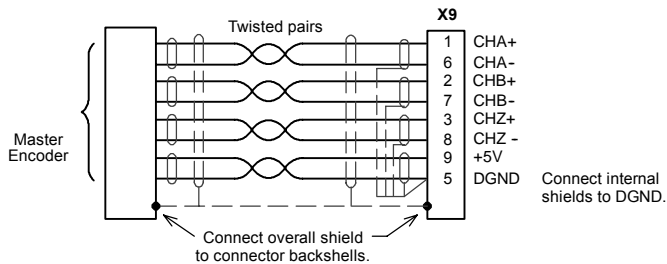 X9
Twisted pairs
1 CHA+
6 CHA-
2 CHB+
7 CHB-
3 CHZ+
8 CHZ -
9 +5V
5 DGND
Master
Encoder
Connect internal
shields to DGND.
Connect overall shield
to connector backshells.